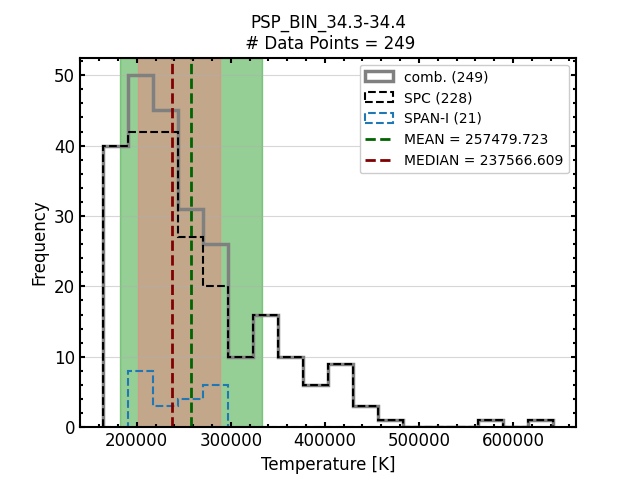 PSP_BIN_34.3-34.4
# Data Points = 249
comb. (249)
SPC (228)
SPAN-I (21)
MEAN = 257479.723
MEDIAN = 237566.609
Frequency
50
40
30
20
10
0
200000 300000 400000 500000 600000
Temperature [K]